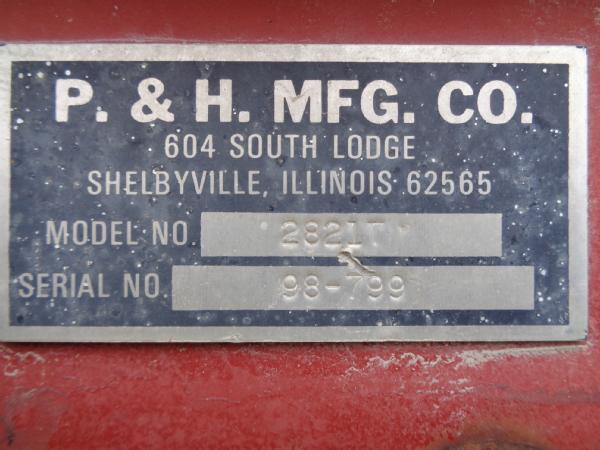 P. & H. MFG. CO.
604 SOUTH LODGE
SHELBYVILLE, ILLINOIS 62565
MODEL NO. 2821T
SERIAL NO. 98-799